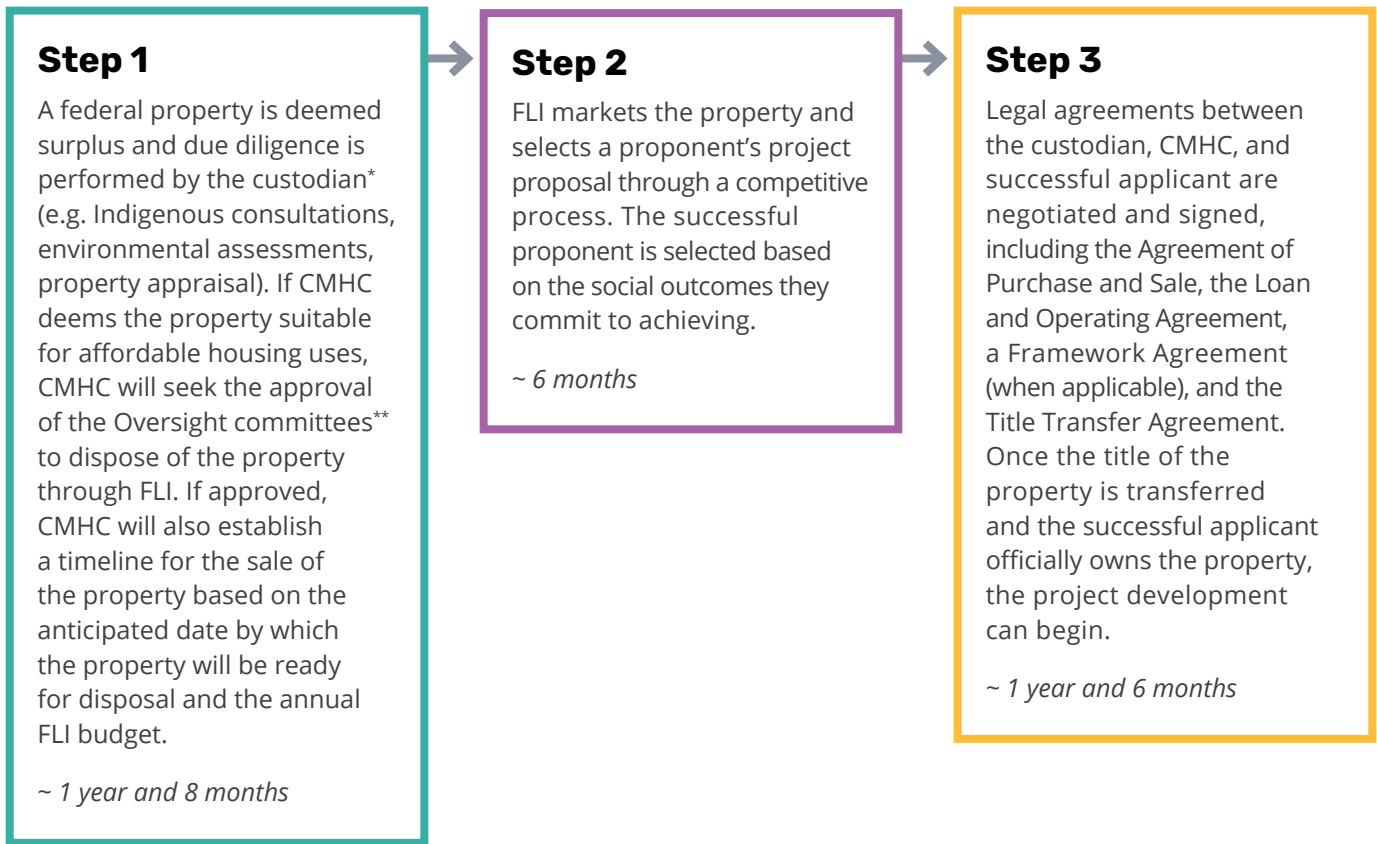 Step 1
A federal property is deemed
surplus and due diligence is
performed by the custodian*
(e.g. Indigenous consultations,
environmental assessments,
property appraisal). If CMHC
deems the property suitable
for affordable housing uses,
CMHC will seek the approval
of the Oversight committees**
to dispose of the property
through FLI. If approved,
CMHC will also establish
a timeline for the sale of
the property based on the
anticipated date by which
the property will be ready
for disposal and the annual
FLI budget.
~ 1 year and 8 months
Step 2
FLI markets the property and
selects a proponent's project
proposal through a competitive
process. The successful
proponent is selected based
on the social outcomes they
commit to achieving.
~ 6 months
Step 3
Legal agreements between
the custodian, CMHC, and
successful applicant are
negotiated and signed,
including the Agreement of
Purchase and Sale, the Loan
and Operating Agreement,
a Framework Agreement
(when applicable), and the
Title Transfer Agreement.
Once the title of the
property is transferred
and the successful applicant
officially owns the property,
the project development
can begin.
~ 1 year and 6 months